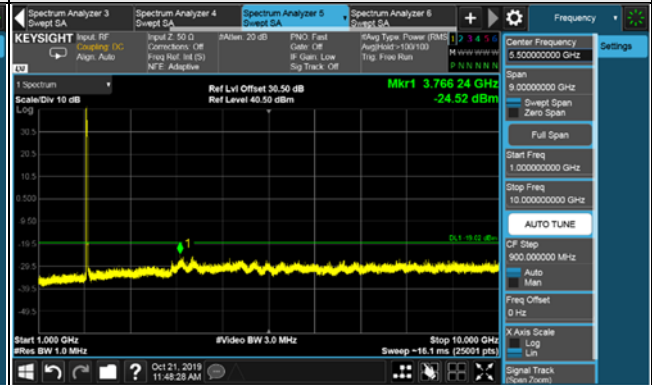 Spectrum Analyzer 3
Swept SA
Spectrum Analyzer 4
Swept SA
Spectrum Analyzer 5
Swept SA
Spectrum Analyzer 6
Swept SA
+
Frequency
KEYSIGHT
Input: RF
Coupling: DC
Align: Auto
Input Z: 50 Ω
Corrections: Off
Freq Ref: Int (S)
NFE: Adaptive
#Atten: 20 dB
PNO: Fast
Gate: Off
IF Gain: Low
Sig Track: Off
#Avg Type: Power (RMS
Avg|Hold:>100/100
Trig: Free Run
1 2 3 4 5 6
M W W W W W
P N N N N N
LXI
Center Frequency
5.500000000 GHz
Settings
Span
9.00000000 GHz
Swept Span
Zero Span
Full Span
Start Freq
1.000000000 GHz
Stop Freq
10.000000000 GHz
AUTO TUNE
CF Step
900.000000 MHz
Auto
Man
Freq Offset
0 Hz
X Axis Scale
Log
Lin
Signal Track
(Span Zoom)
1 Spectrum
Scale/Div 10 dB
Log
Ref Lvl Offset 30.50 dB
Ref Level 40.50 dBm
Mkr1 3.766 24 GHz
-24.52 dBm
30.5
20.5
10.5
0.500
-9.50
-19.5
-29.5
-39.5
-49.5
1
DL1 -19.02 dBm
Start 1.000 GHz
#Res BW 1.0 MHz
#Video BW 3.0 MHz
Stop 10.000 GHz
Sweep ~16.1 ms (25001 pts)
?
Oct 21, 2019
11:48:28 AM